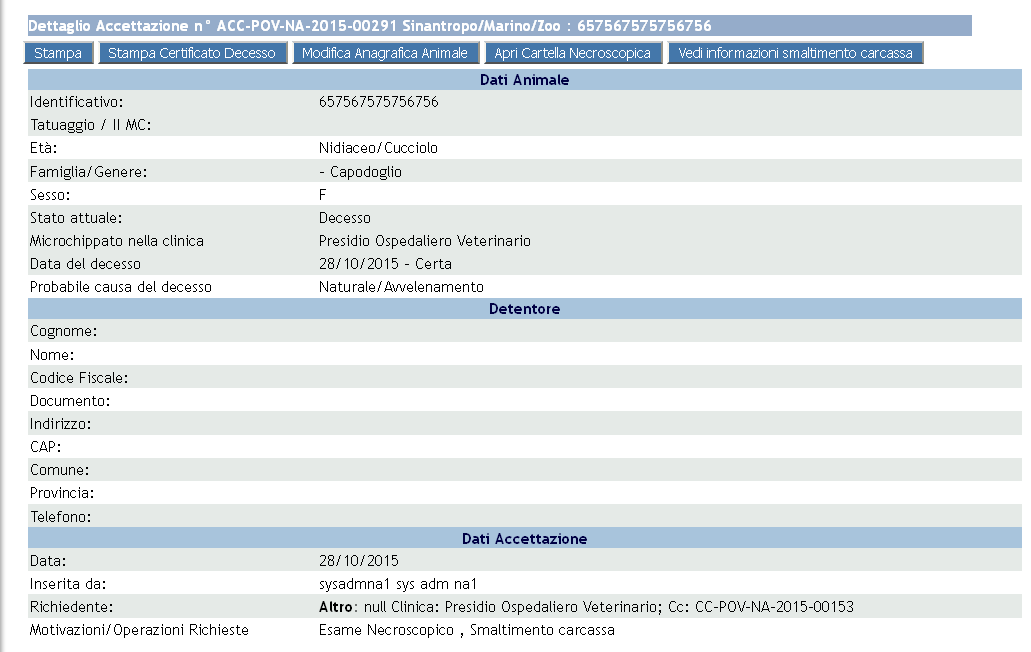 Dettaglio Accettazione n° ACC-POV-NA-2015-00291 Sinantropo/Marino/Zoo : 657567575756756
Stampa Stampa Certificato Decesso Modifica Anagrafica Animale Apri Cartella Necroscopica Vedi informazioni smaltimento carcassa
Dati Animale
Identificativo: 657567575756756
Tatuaggio / II MC:
Età: Nidiaceo/Cucciolo
Famiglia/Genere: - Capodoglio
Sesso: F
Stato attuale: Decesso
Microchippato nella clinica Presidio Ospedaliero Veterinario
Data del decesso 28/10/2015 - Certa
Probabile causa del decesso Naturale/Avvelenamento
Detentore
Cognome:
Nome:
Codice Fiscale:
Documento:
Indirizzo:
CAP:
Comune:
Provincia:
Telefono:
Dati Accettazione
Data: 28/10/2015
Inserita da: sysadmna1 sys adm na1
Richiedente: Altro: null Clinica: Presidio Ospedaliero Veterinario; Cc: CC-POV-NA-2015-00153
Motivazioni/Operazioni Richieste Esame Necroscopico , Smaltimento carcassa